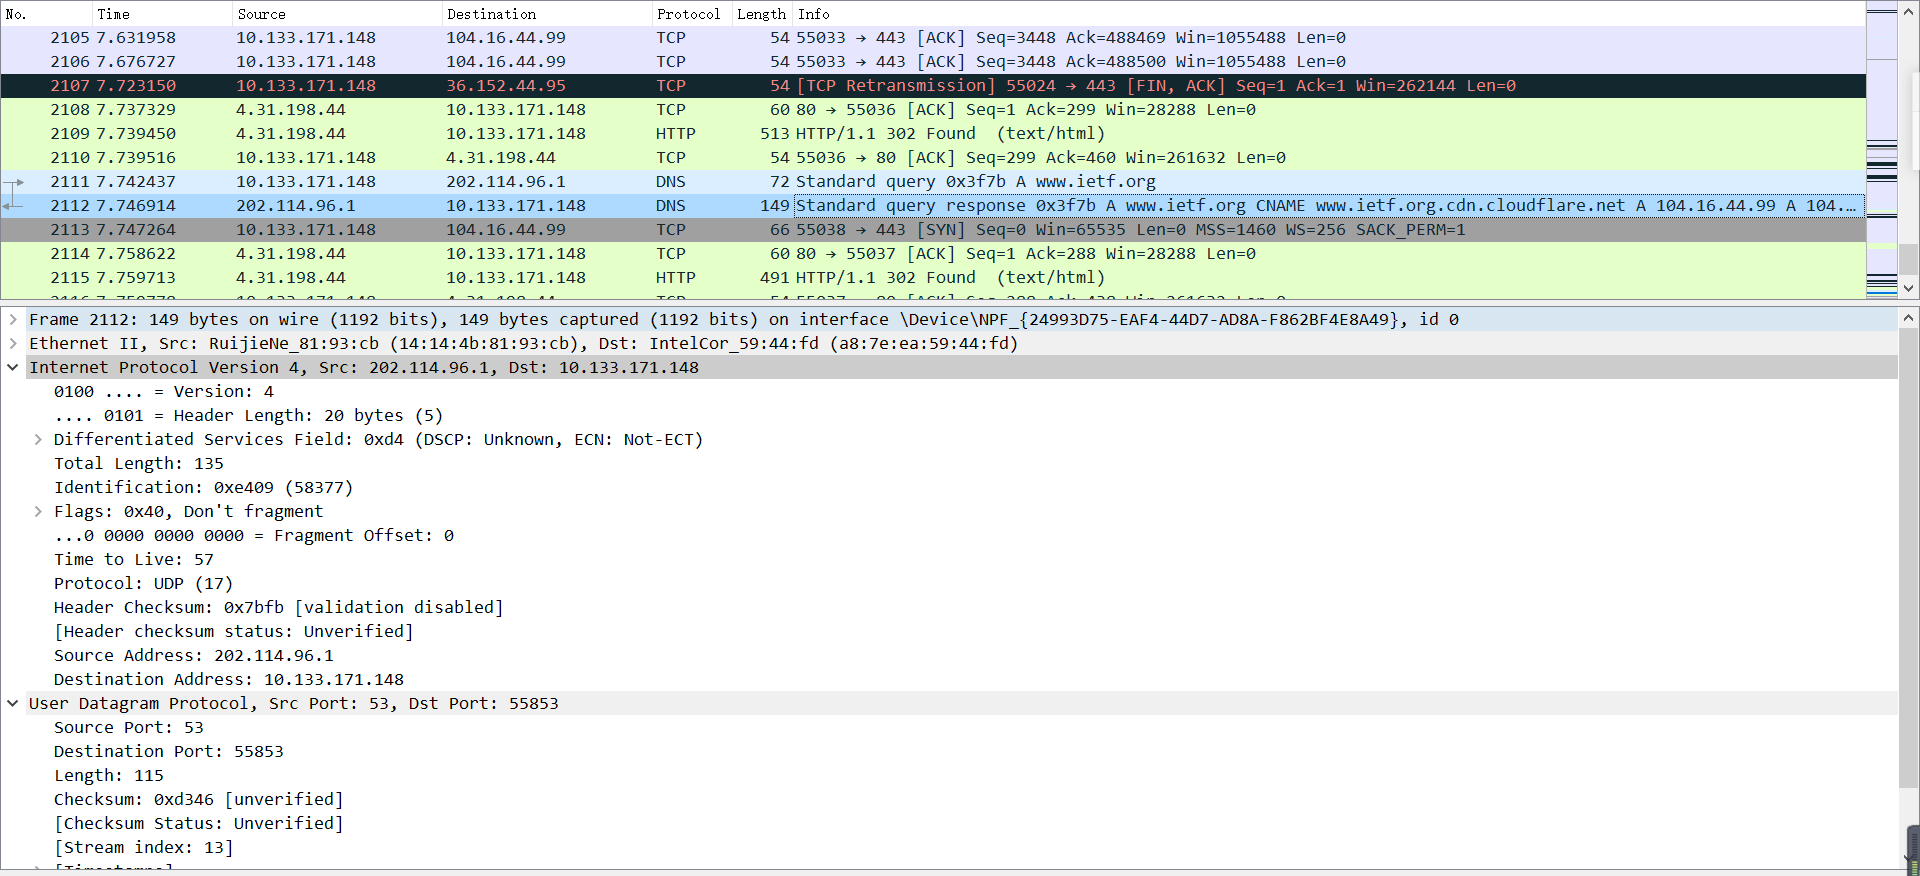 No. Time Source Destination Protocol Length Info
2105 7.631958 10.133.171.148 104.16.44.99 TCP 54 55033 → 443 [ACK] Seq=3448 Ack=488469 Win=1055488 Len=0
2106 7.676727 10.133.171.148 104.16.44.99 TCP 54 55033 → 443 [ACK] Seq=3448 Ack=488500 Win=1055488 Len=0
2107 7.723150 10.133.171.148 36.152.44.95 TCP 54 [TCP Retransmission] 55024 → 443 [FIN, ACK] Seq=1 Ack=1 Win=262144 Len=0
2108 7.737329 4.31.198.44 10.133.171.148 TCP 60 80 → 55036 [ACK] Seq=1 Ack=299 Win=28288 Len=0
2109 7.739450 4.31.198.44 10.133.171.148 HTTP 513 HTTP/1.1 302 Found (text/html)
2110 7.739516 10.133.171.148 4.31.198.44 TCP 54 55036 → 80 [ACK] Seq=299 Ack=460 Win=261632 Len=0
2111 7.742437 10.133.171.148 202.114.96.1 DNS 72 Standard query 0x3f7b A www.ietf.org
2112 7.746914 202.114.96.1 10.133.171.148 DNS 149 Standard query response 0x3f7b A www.ietf.org CNAME www.ietf.org.cdn.cloudflare.net A 104.16.44.99 A 104.…
2113 7.747264 10.133.171.148 104.16.44.99 TCP 66 55038 → 443 [SYN] Seq=0 Win=65535 Len=0 MSS=1460 WS=256 SACK_PERM=1
2114 7.758622 4.31.198.44 10.133.171.148 TCP 60 80 → 55037 [ACK] Seq=1 Ack=288 Win=28288 Len=0
2115 7.759713 4.31.198.44 10.133.171.148 HTTP 491 HTTP/1.1 302 Found (text/html)
Frame 2112: 149 bytes on wire (1192 bits), 149 bytes captured (1192 bits) on interface \Device\NPF_{24993D75-EAF4-44D7-AD8A-F862BF4E8A49}, id 0
Ethernet II, Src: RuijieNe_81:93:cb (14:14:4b:81:93:cb), Dst: IntelCor_59:44:fd (a8:7e:ea:59:44:fd)
Internet Protocol Version 4, Src: 202.114.96.1, Dst: 10.133.171.148
0100 .... = Version: 4
.... 0101 = Header Length: 20 bytes (5)
Differentiated Services Field: 0xd4 (DSCP: Unknown, ECN: Not-ECT)
Total Length: 135
Identification: 0xe409 (58377)
Flags: 0x40, Don't fragment
...0 0000 0000 0000 = Fragment Offset: 0
Time to Live: 57
Protocol: UDP (17)
Header Checksum: 0x7bfb [validation disabled]
[Header checksum status: Unverified]
Source Address: 202.114.96.1
Destination Address: 10.133.171.148
User Datagram Protocol, Src Port: 53, Dst Port: 55853
Source Port: 53
Destination Port: 55853
Length: 115
Checksum: 0xd346 [unverified]
[Checksum Status: Unverified]
[Stream index: 13]